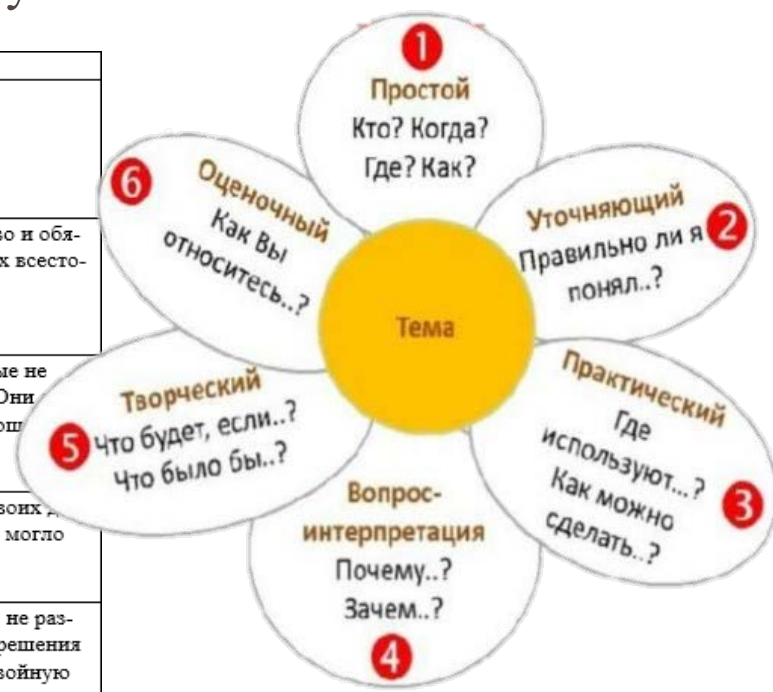 во и обя-
х всесто-
ые не
Они
воих
могло
не раз-
решения
войную
1
Простой
Кто? Когда?
Где? Как?
2
Уточняющий
Правильно ли я
понял..?
3
Практический
Где
используют...?
Как можно
сделать..?
4
Вопрос-
интерпретация
Почему..?
Зачем..?
5
Творческий
Что будет, если..?
Что было бы..?
6
Оценочный
Как Вы
относитесь..?
Тема